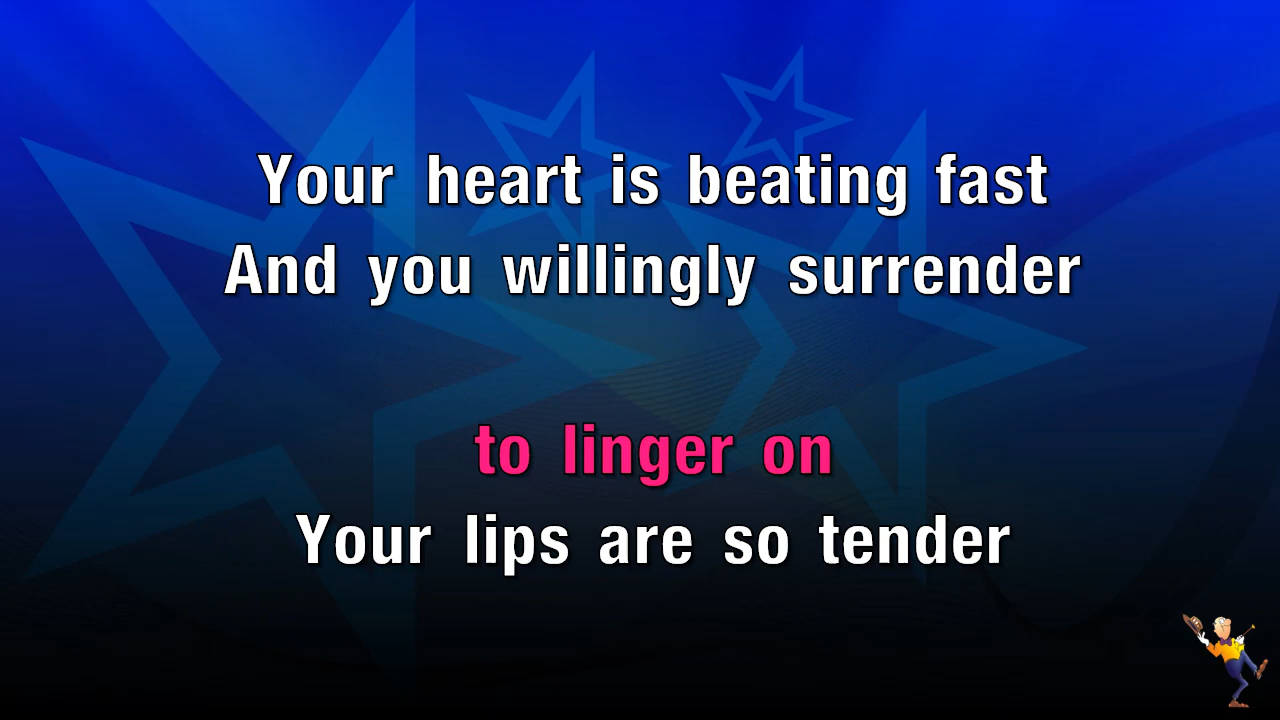 Your heart is beating fast
And you willingly surrender
to linger on
Your lips are so tender